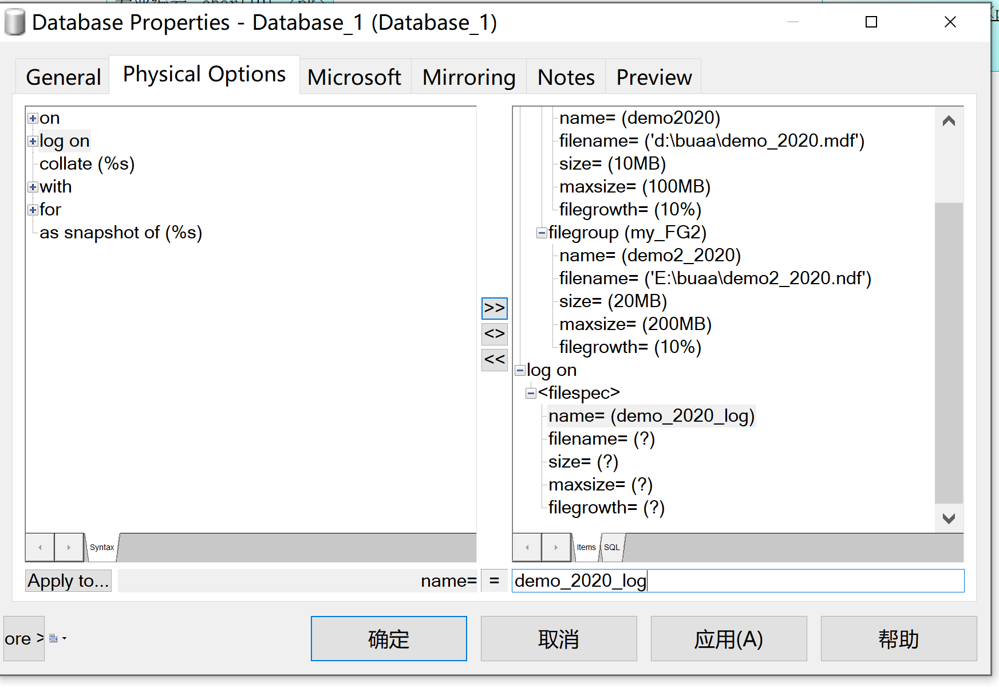 Database Properties - Database_1 (Database_1)
General
Physical Options
Microsoft
Mirroring
Notes
Preview
on
log on
collate (%s)
with
for
as snapshot of (%s)
Syntax
>>
<>
<<
name= (demo2020)
filename= ('d:\buaa\demo_2020.mdf')
size= (10MB)
maxsize= (100MB)
filegrowth= (10%)
filegroup (my_FG2)
name= (demo2_2020)
filename= ('E:\buaa\demo2_2020.ndf')
size= (20MB)
maxsize= (200MB)
filegrowth= (10%)
log on
<filespec>
name= (demo_2020_log)
filename= (?)
size= (?)
maxsize= (?)
filegrowth= (?)
Items
SQL
Apply to...
name=
=
demo_2020_log
ore >
确定
取消
应用(A)
帮助